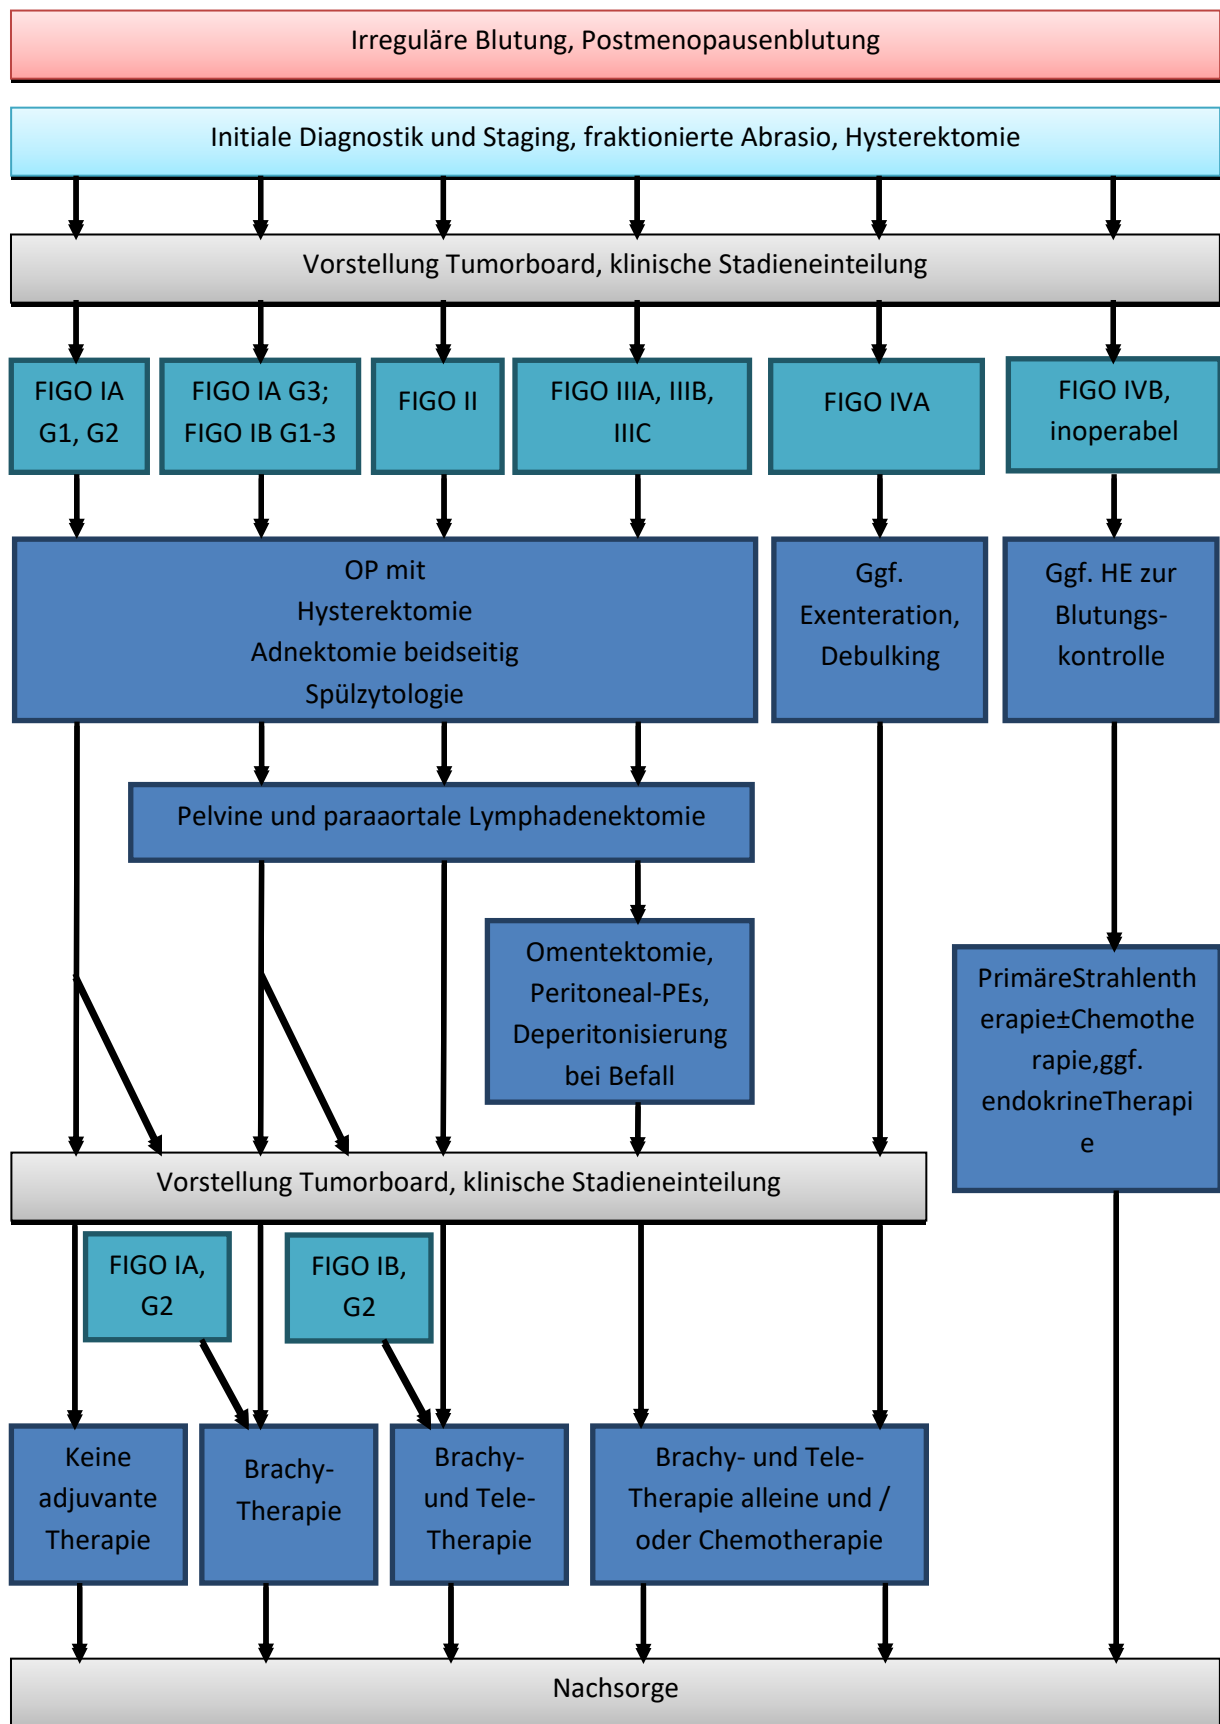 Irreguläre Blutung, Postmenopausenblutung
Initiale Diagnostik und Staging, fraktionierte Abrasio, Hysterektomie
Vorstellung Tumorboard, klinische Stadieneinteilung
FIGO IA
G1, G2
FIGO IA G3;
FIGO IB G1-3
FIGO II
FIGO IIIA, IIIB,
IIIC
FIGO IVA
FIGO IVB,
inoperabel
OP mit
Hysterektomie
Adnektomie beidseitig
Spülzytologie
Ggf.
Exenteration,
Debulking
Ggf. HE zur
Blutungs-
kontrolle
Pelvine und paraaortale Lymphadenektomie
Omentektomie,
Peritoneal-PEs,
Deperitonisierung
bei Befall
PrimäreStrahlenth
erapie±Chemothe
rapie,ggf.
endokrineTherapi
e
Vorstellung Tumorboard, klinische Stadieneinteilung
FIGO IA,
G2
FIGO IB,
G2
Keine
adjuvante
Therapie
Brachy-
Therapie
Brachy-
und Tele-
Therapie
Brachy- und Tele-
Therapie alleine und /
oder Chemotherapie
Nachsorge